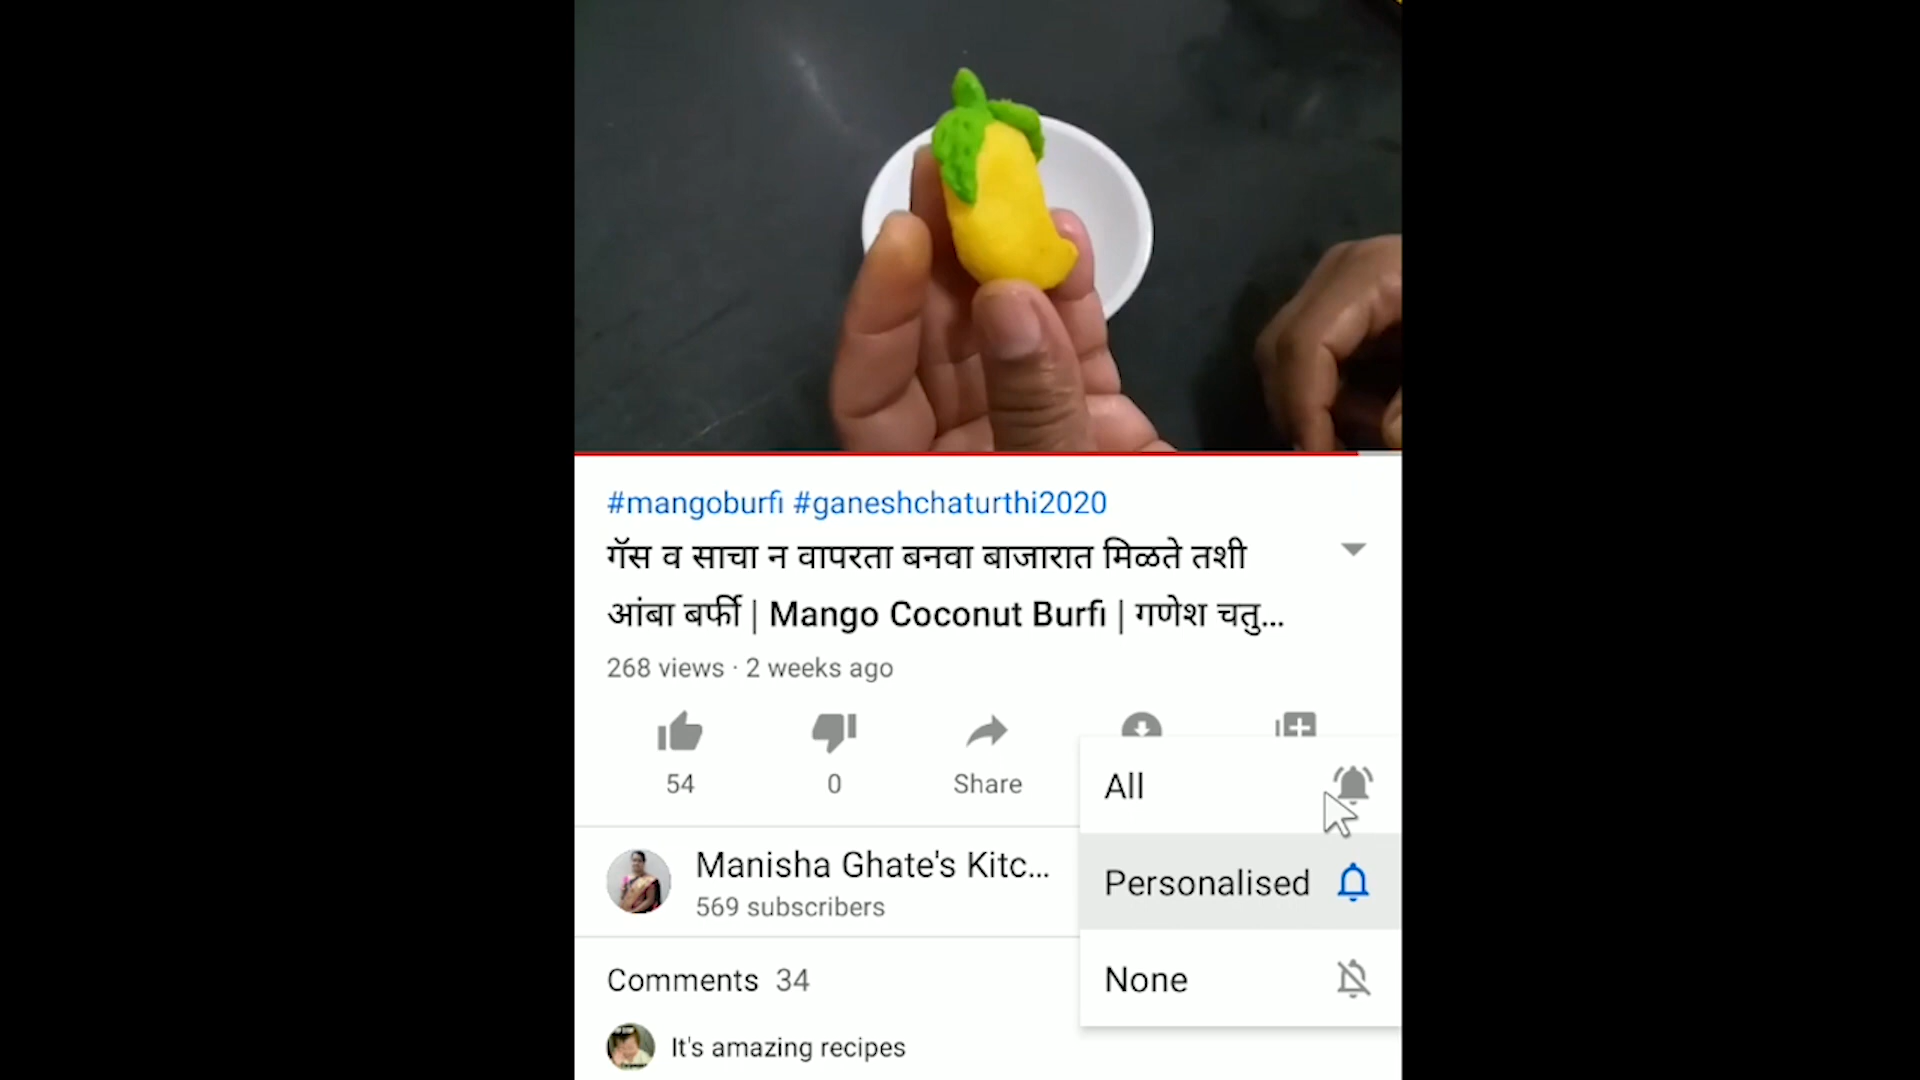 #mangoburfi #ganeshchaturthi2020
गॅस व साचा न वापरता बनवा बाजारात मिळते तशी
आंबा बर्फी | Mango Coconut Burfi | गणेश चतु...
268 views · 2 weeks ago
54
0
Share
All
Personalised
None
Manisha Ghate's Kitc...
569 subscribers
Comments 34
It's amazing recipes